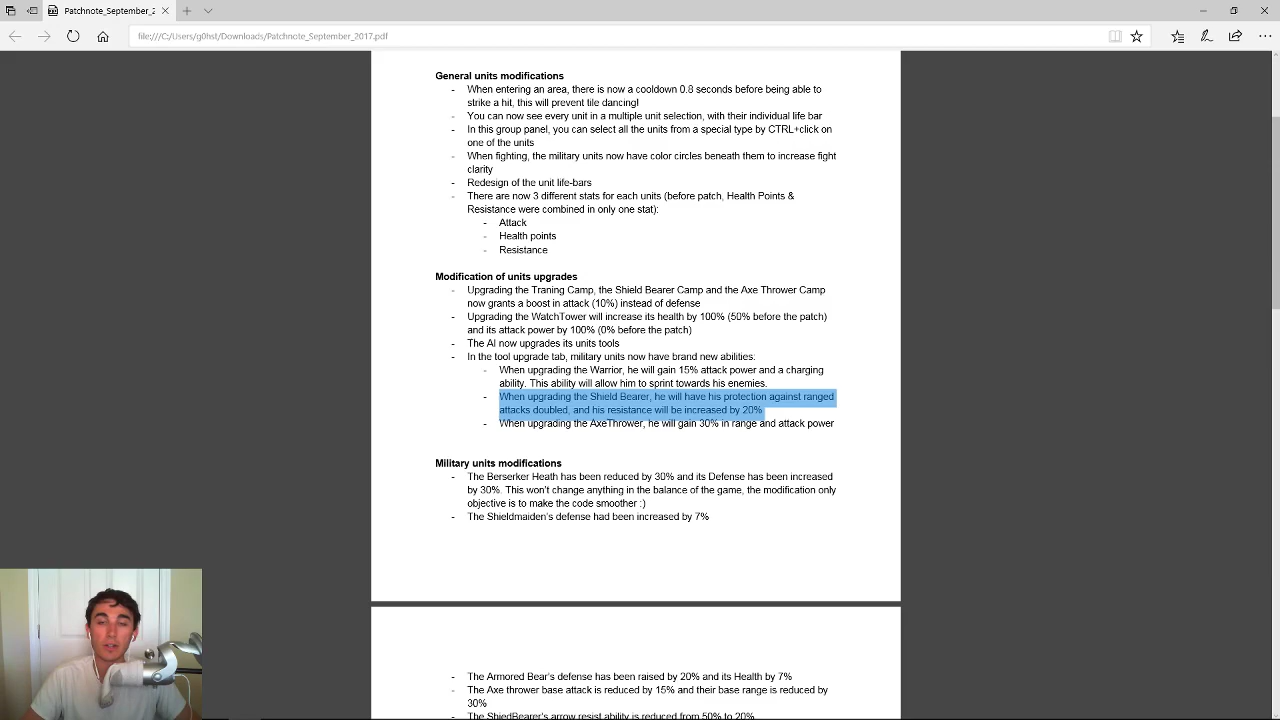 Patchnote_September_2
file:///C:/Users/g0hst/Downloads/Patchnote_September_2017.pdf
General units modifications
- When entering an area, there is now a cooldown 0.8 seconds before being able to
strike a hit, this will prevent tile dancing!
- You can now see every unit in a multiple unit selection, with their individual life bar
- In this group panel, you can select all the units from a special type by CTRL+click on
one of the units
- When fighting, the military units now have color circles beneath them to increase fight
clarity
- Redesign of the unit life-bars
- There are now 3 different stats for each units (before patch, Health Points &
Resistance were combined in only one stat):
- Attack
- Health points
- Resistance
Modification of units upgrades
- Upgrading the Traning Camp, the Shield Bearer Camp and the Axe Thrower Camp
now grants a boost in attack (10%) instead of defense
- Upgrading the WatchTower will increase its health by 100% (50% before the patch)
and its attack power by 100% (0% before the patch)
- The AI now upgrades its units tools
- In the tool upgrade tab, military units now have brand new abilities:
- When upgrading the Warrior, he will gain 15% attack power and a charging
ability. This ability will allow him to sprint towards his enemies.
- When upgrading the Shield Bearer, he will have his protection against ranged
attacks doubled, and his resistance will be increased by 20%
- When upgrading the AxeThrower, he will gain 30% in range and attack power
Military units modifications
- The Berserker Heath has been reduced by 30% and its Defense has been increased
by 30%. This won't change anything in the balance of the game, the modification only
objective is to make the code smoother :)
- The Shieldmaiden's defense had been increased by 7%
- The Armored Bear's defense has been raised by 20% and its Health by 7%
- The Axe thrower base attack is reduced by 15% and their base range is reduced by
30%
- The ShiedBearer's arrow resist ability is reduced from 50% to 20%